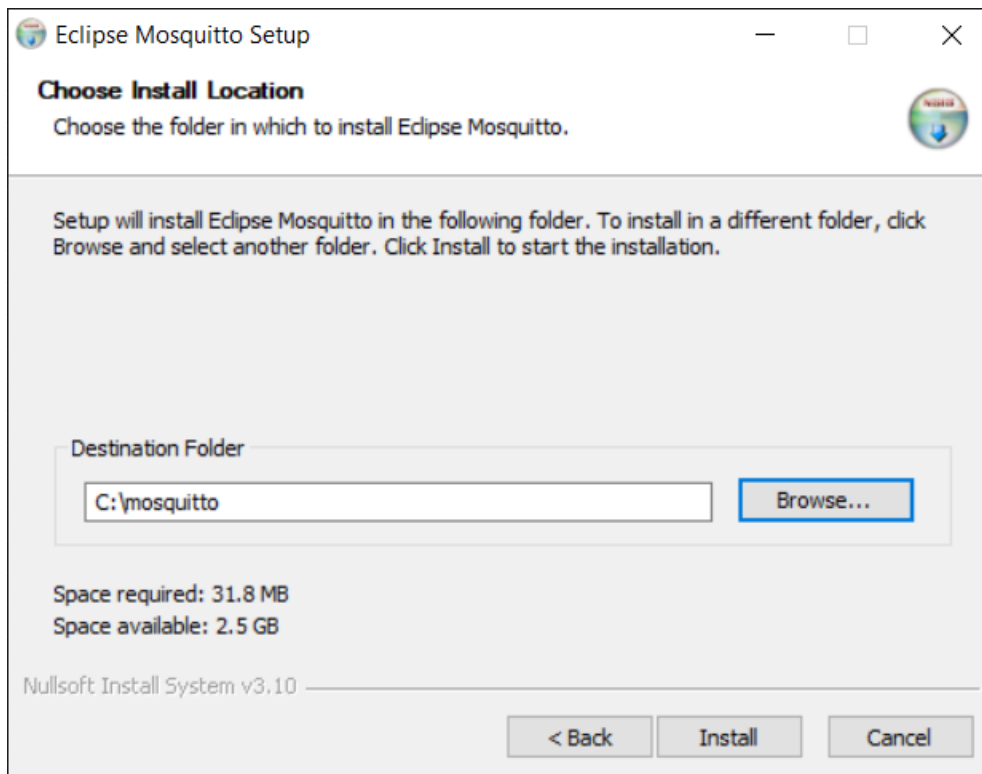 Eclipse Mosquitto Setup
Choose Install Location
Choose the folder in which to install Eclipse Mosquitto.
Setup will install Eclipse Mosquitto in the following folder. To install in a different folder, click
Browse and select another folder. Click Install to start the installation.
Destination Folder
C:\mosquitto
Browse...
Space required: 31.8 MB
Space available: 2.5 GB
Nullsoft Install System v3.10
< Back
Install
Cancel